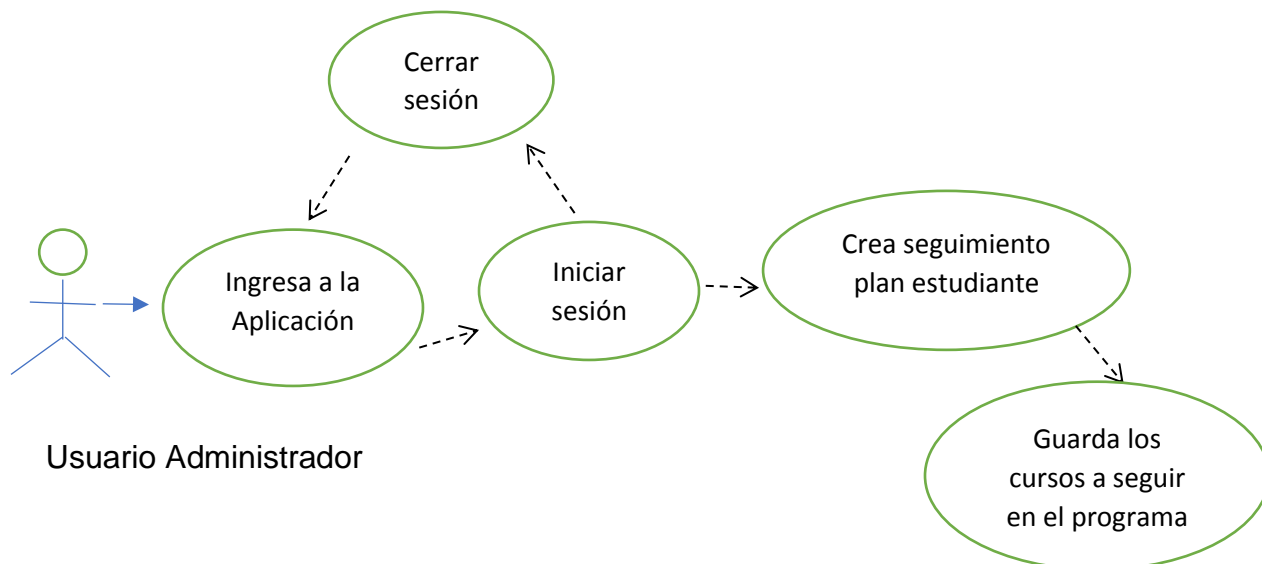 Cerrar
sesión
Ingresa a la
Aplicación
Iniciar
sesión
Crea seguimiento
plan estudiante
Usuario Administrador
Guarda los
cursos a seguir
en el programa